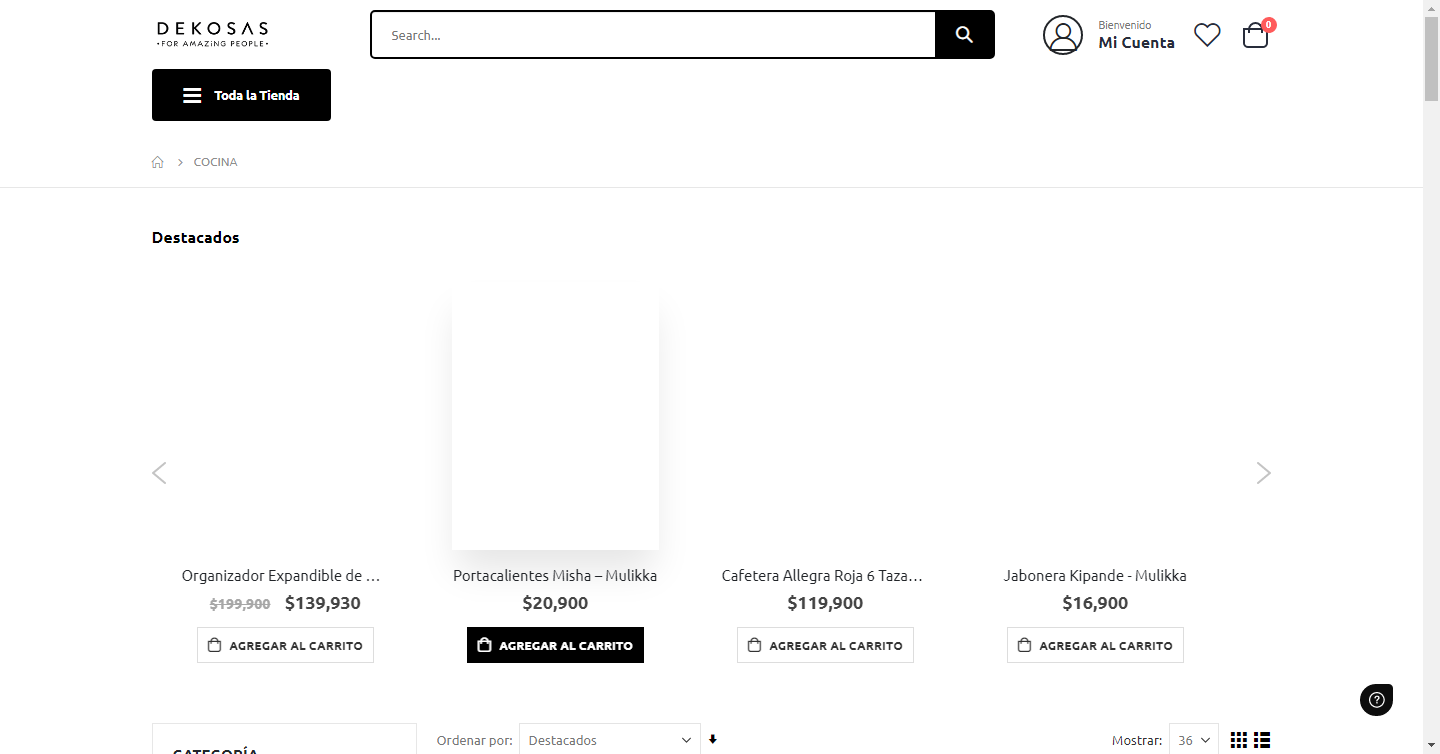 DEKOSAS
•FOR AMAZiNG PEOPLE•
Search...
Bienvenido
Mi Cuenta
0
Toda la Tienda
COCINA
Destacados
Organizador Expandible de ...
$199,900 $139,930
AGREGAR AL CARRITO
Portacalientes Misha – Mulikka
$20,900
AGREGAR AL CARRITO
Cafetera Allegra Roja 6 Taza...
$119,900
AGREGAR AL CARRITO
Jabonera Kipande - Mulikka
$16,900
AGREGAR AL CARRITO
CATEGORÍA
Ordenar por: Destacados
Mostrar: 36